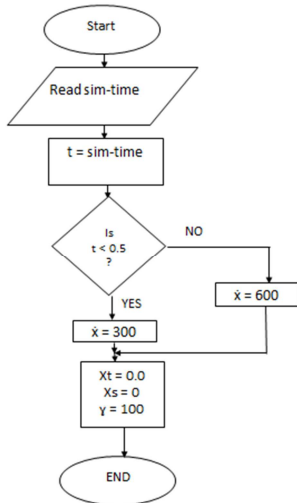 Start
Read sim-time
t = sim-time
Is
t < 0.5
?
NO
YES
ẋ = 600
ẋ = 300
Xt = 0.0
Xs = 0
ɣ = 100
END